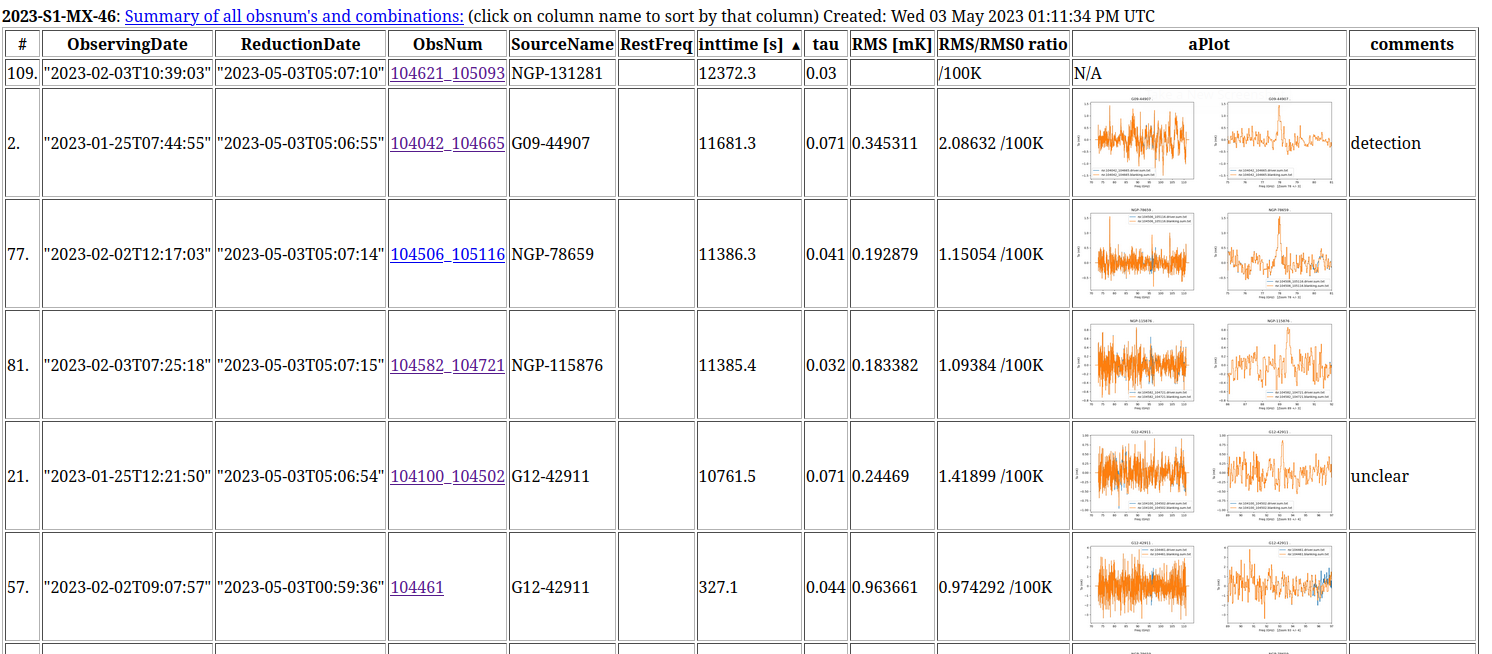 2023-S1-MX-46: Summary of all obsnum's and combinations: (click on column name to sort by that column) Created: Wed 03 May 2023 01:11:34 PM UTC
# ObservingDate ReductionDate ObsNum SourceName RestFreq inttime [s] ▲ tau RMS [mK] RMS/RMS0 ratio aPlot comments
109. "2023-02-03T10:39:03" "2023-05-03T05:07:10" 104621_105093 NGP-131281 12372.3 0.03 /100K N/A
G09-44907 G09-44907
2. "2023-01-25T07:44:55" "2023-05-03T05:06:55" 104042_104665 G09-44907 11681.3 0.071 0.345311 2.08632 /100K detection
NGP-78659 NGP-78659
77. "2023-02-02T12:17:03" "2023-05-03T05:07:14" 104506_105116 NGP-78659 11386.3 0.041 0.192879 1.15054 /100K
NGP-115876 NGP-115876
81. "2023-02-03T07:25:18" "2023-05-03T05:07:15" 104582_104721 NGP-115876 11385.4 0.032 0.183382 1.09384 /100K
G12-42911 G12-42911
21. "2023-01-25T12:21:50" "2023-05-03T05:06:54" 104100_104502 G12-42911 10761.5 0.071 0.24469 1.41899 /100K unclear
G12-42911 G12-42911
57. "2023-02-02T09:07:57" "2023-05-03T00:59:36" 104461 G12-42911 327.1 0.044 0.963661 0.974292 /100K